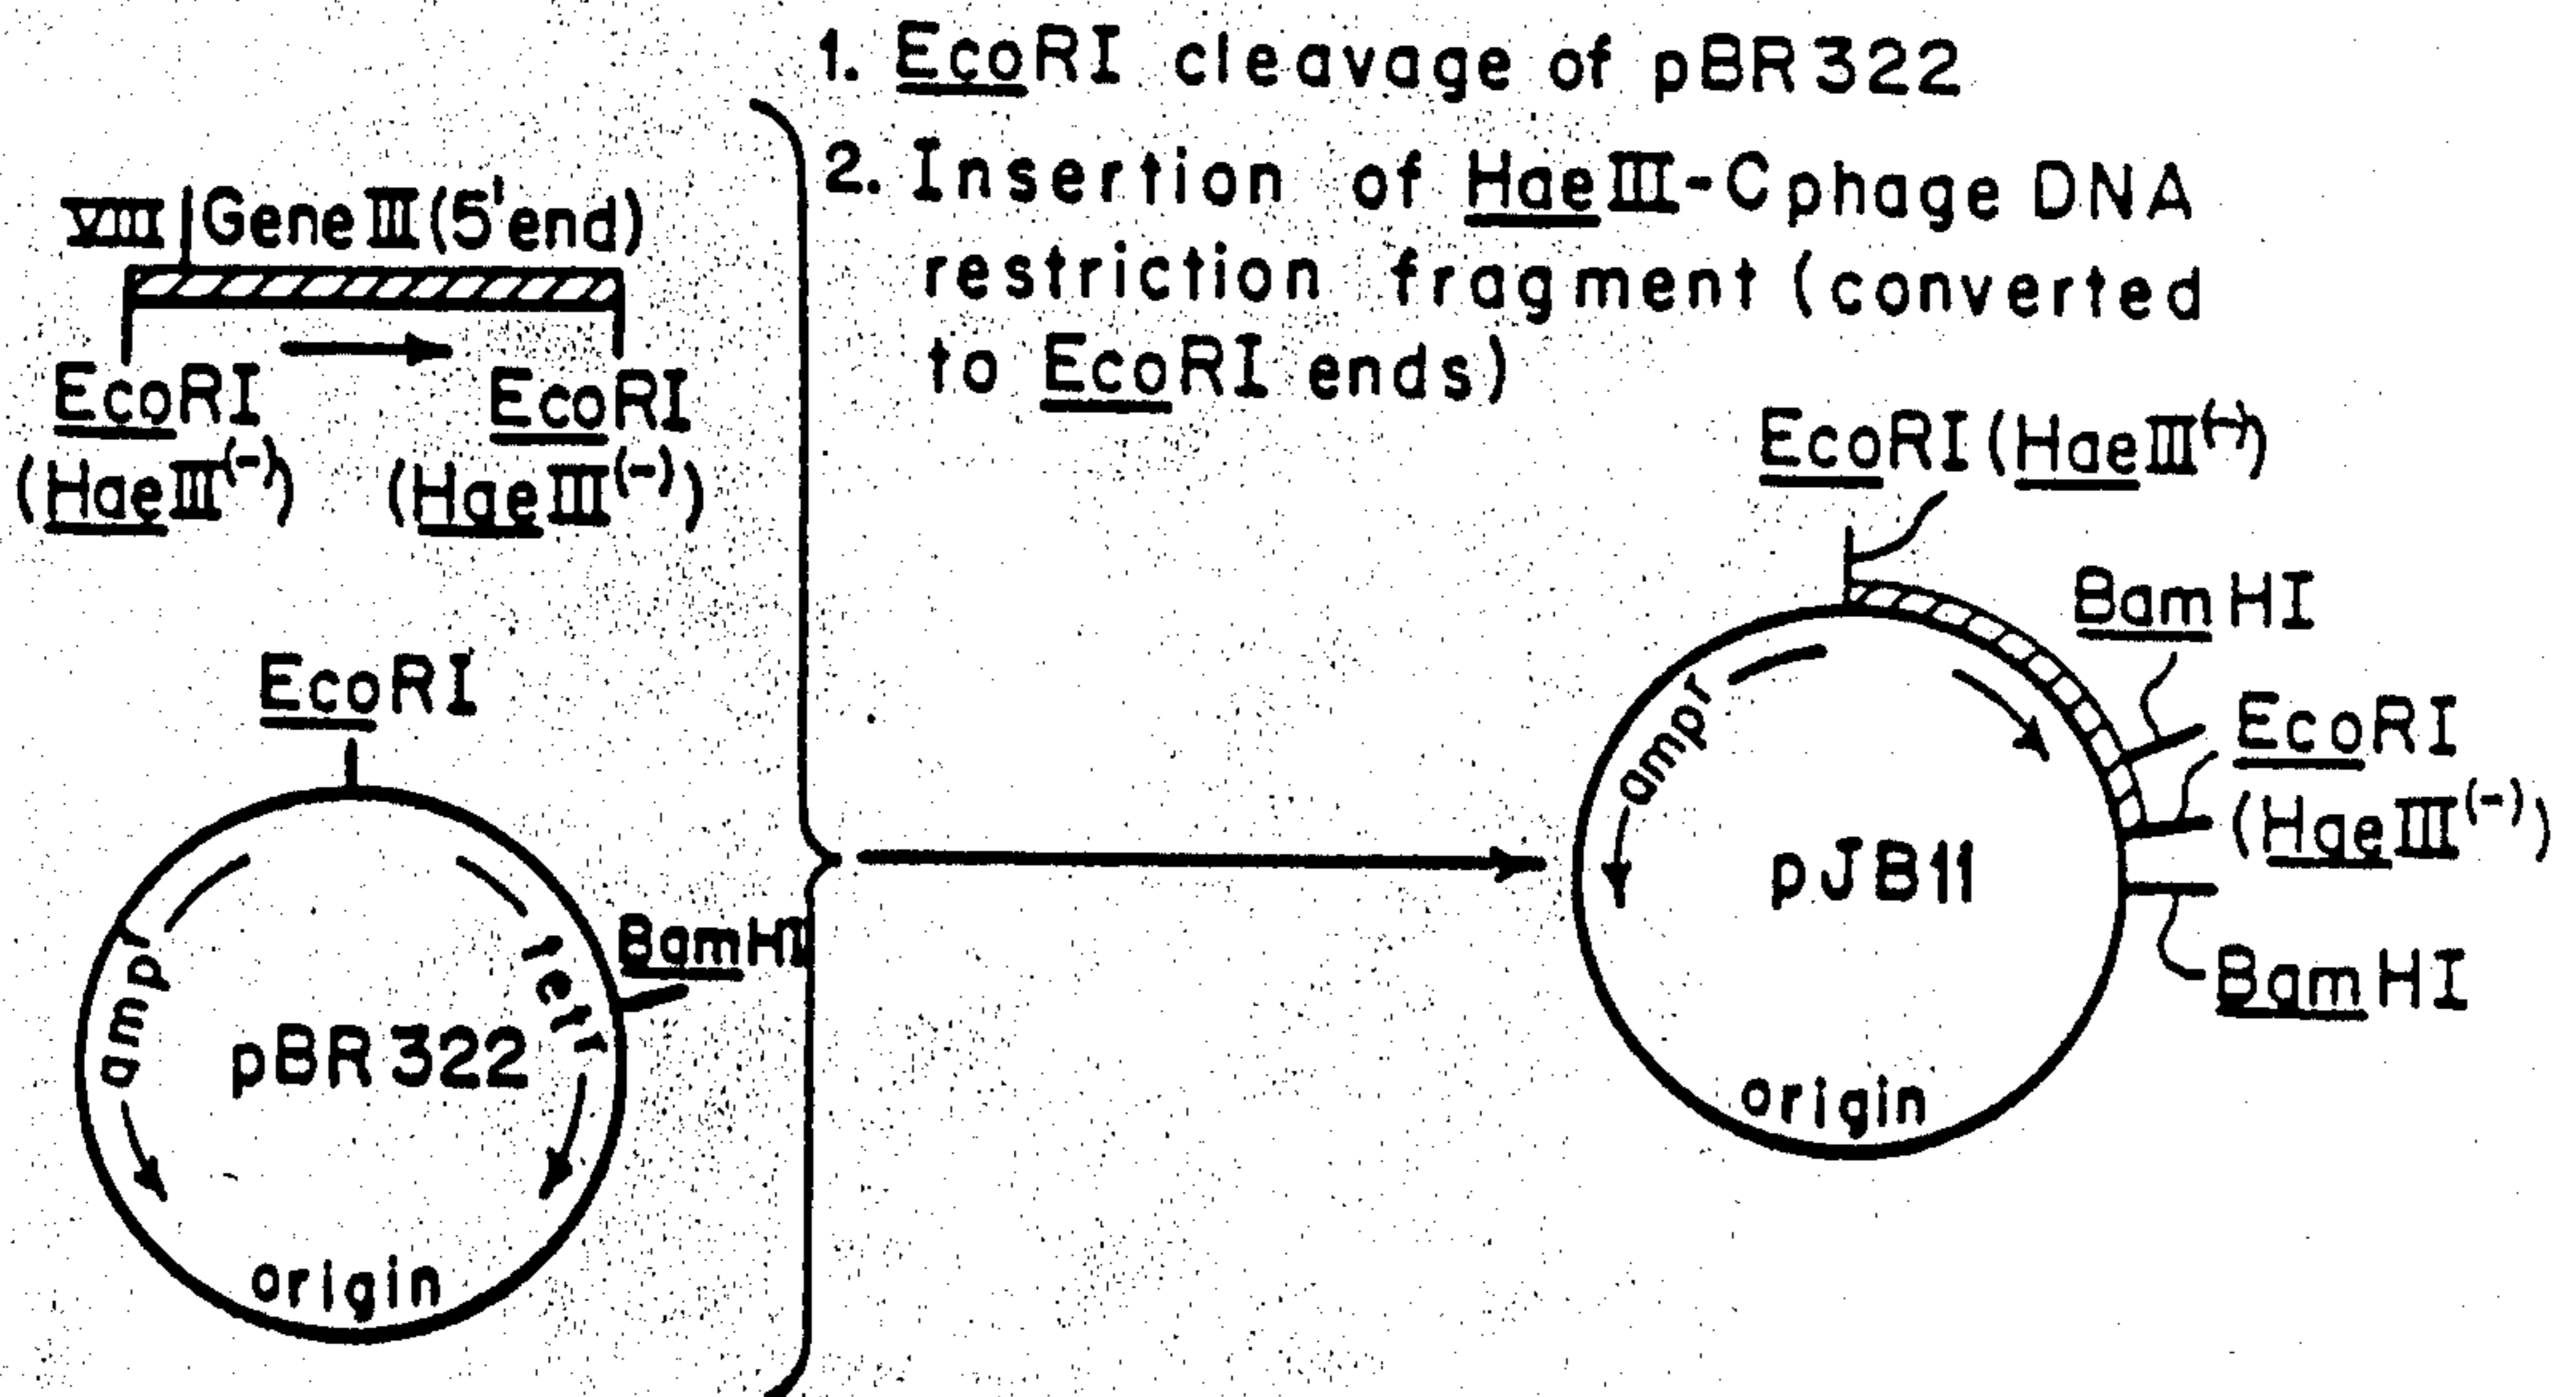 1. EcoRI cleavage of pBR322
2. Insertion of HaeIII-C phage DNA
restriction fragment (converted
to EcoRI ends)
VIII | Gene III (5' end)
EcoRI
(HaeIII(-))
EcoRI
(HaeIII(-))
EcoRI
BamHI
ampr
tetr
pBR322
origin
EcoRI (HaeIII(-))
BamHI
EcoRI
(HaeIII(-))
BamHI
ampr
pJB11
origin